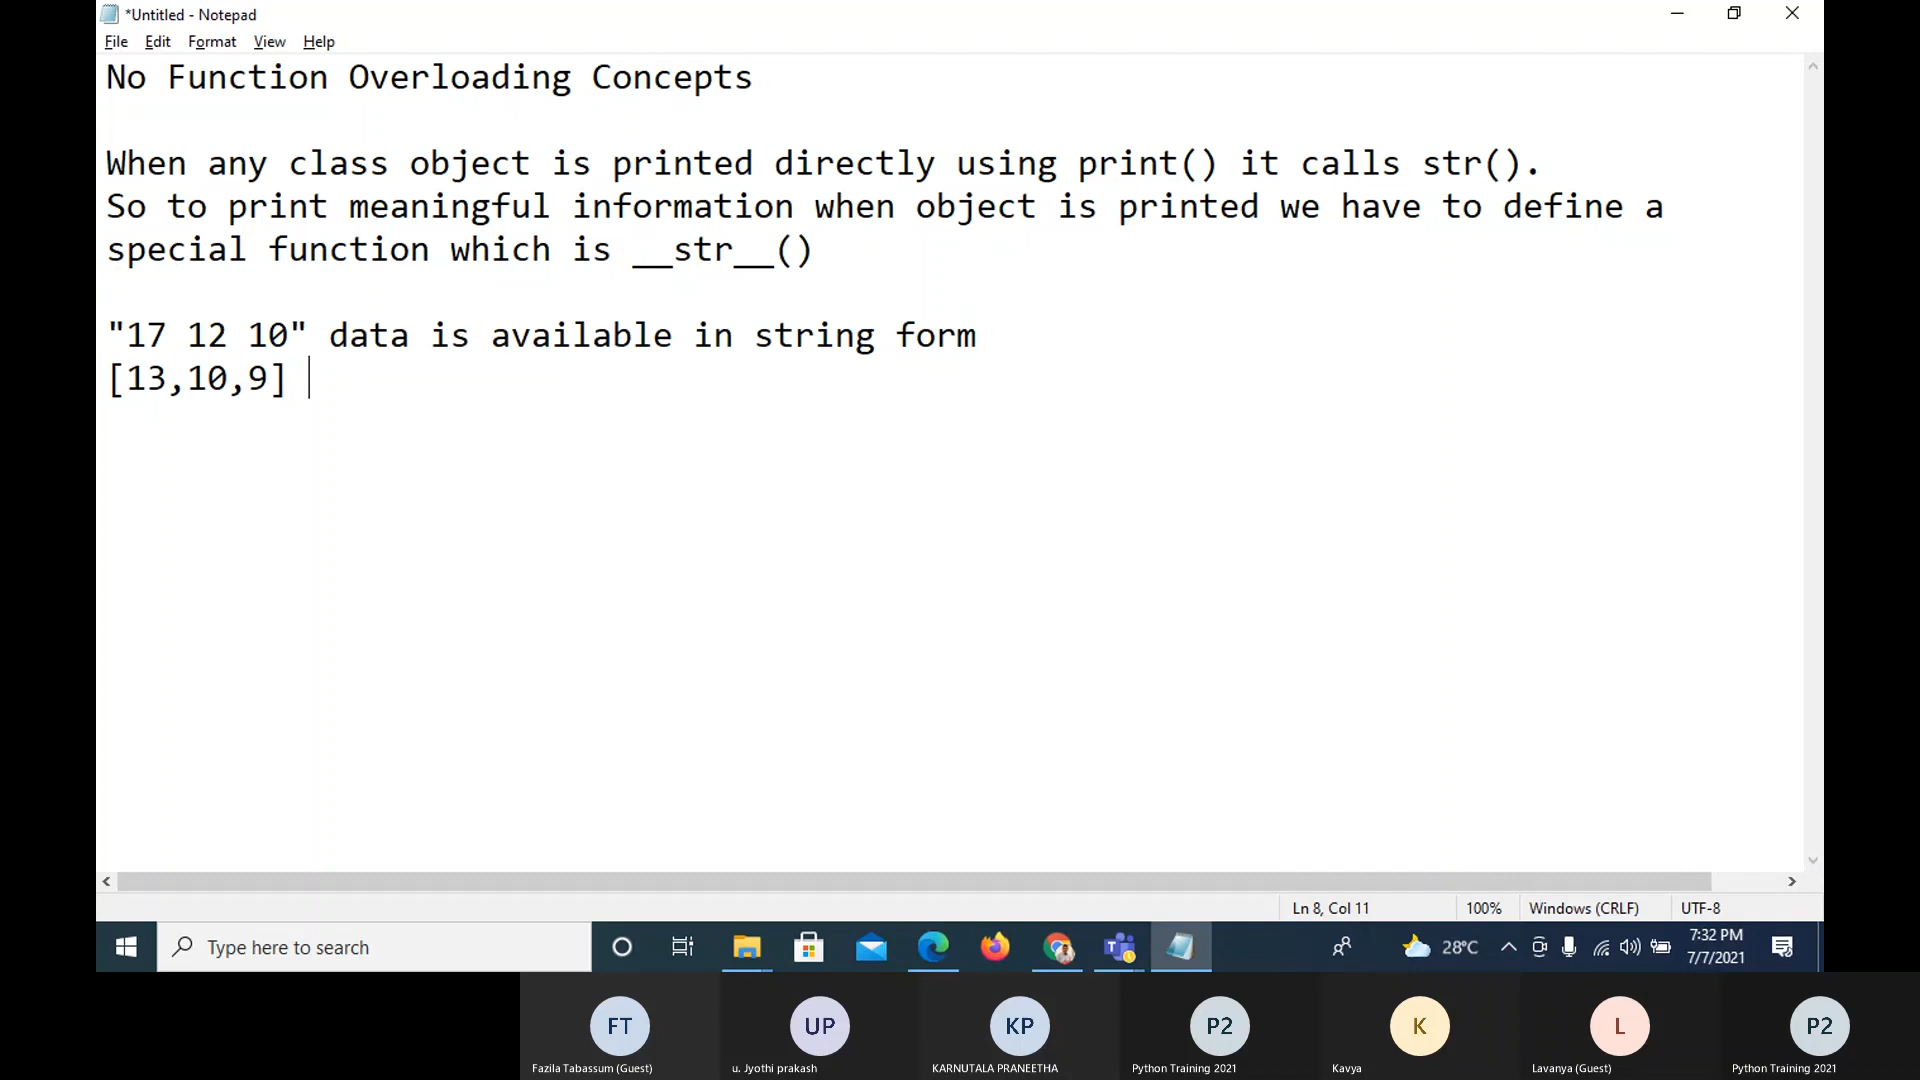 *Untitled - Notepad
File Edit Format View Help
No Function Overloading Concepts
When any class object is printed directly using print() it calls str().
So to print meaningful information when object is printed we have to define a
special function which is __str__()
"17 12 10" data is available in string form
[13,10,9]
Ln 8, Col 11 100% Windows (CRLF) UTF-8
Type here to search
28°C
7:32 PM
7/7/2021
FT UP KP P2 K L P2
Fazila Tabassum (Guest) u. Jyothi prakash KARNUTALA PRANEETHA Python Training 2021 Kavya Lavanya (Guest) Python Training 2021